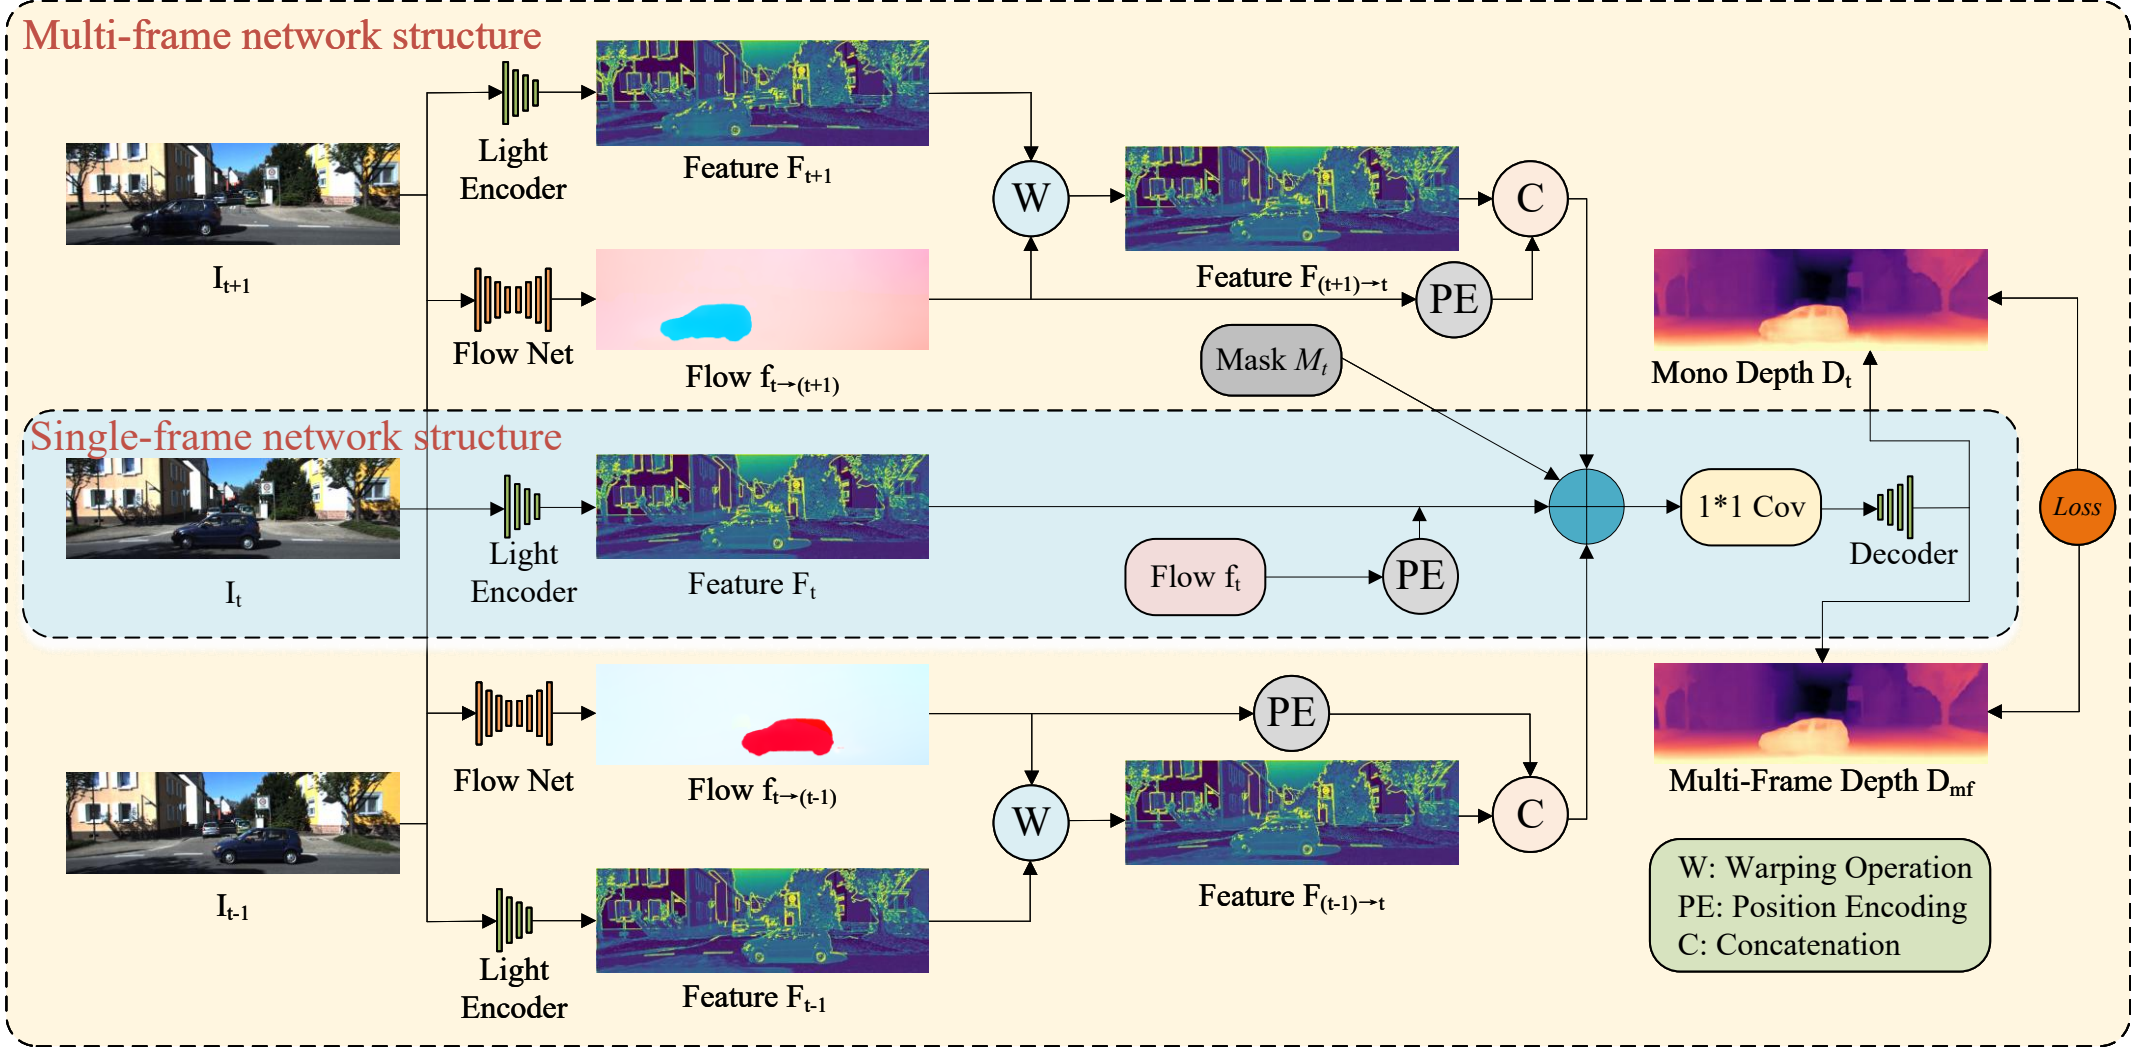 Multi-frame network structure
Light
Encoder
Feature Ft+1
W
C
It+1
Feature F(t+1)→t
PE
Flow Net
Flow ft→(t+1)
Mask Mt
Mono Depth Dt
Single-frame network structure
1*1 Cov
Loss
Light
Encoder
Decoder
It
Feature Ft
Flow ft
PE
PE
Flow Net
Flow ft→(t-1)
Multi-Frame Depth Dmf
W
C
It-1
Feature F(t-1)→t
Light
Encoder
Feature Ft-1
W: Warping Operation
PE: Position Encoding
C: Concatenation